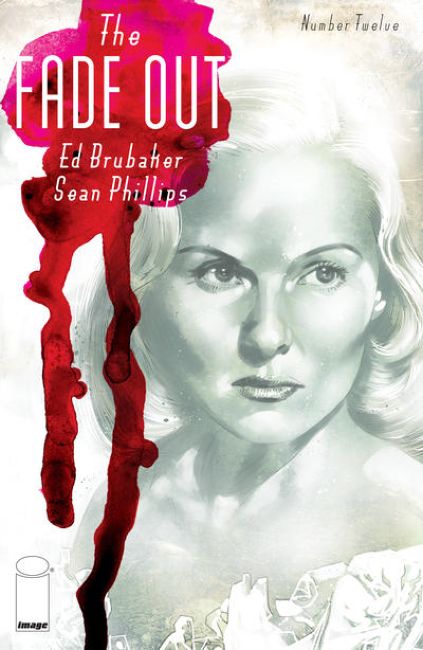 The
Number Twelve
FADE OUT
Ed Brubaker
Sean Phillips
image